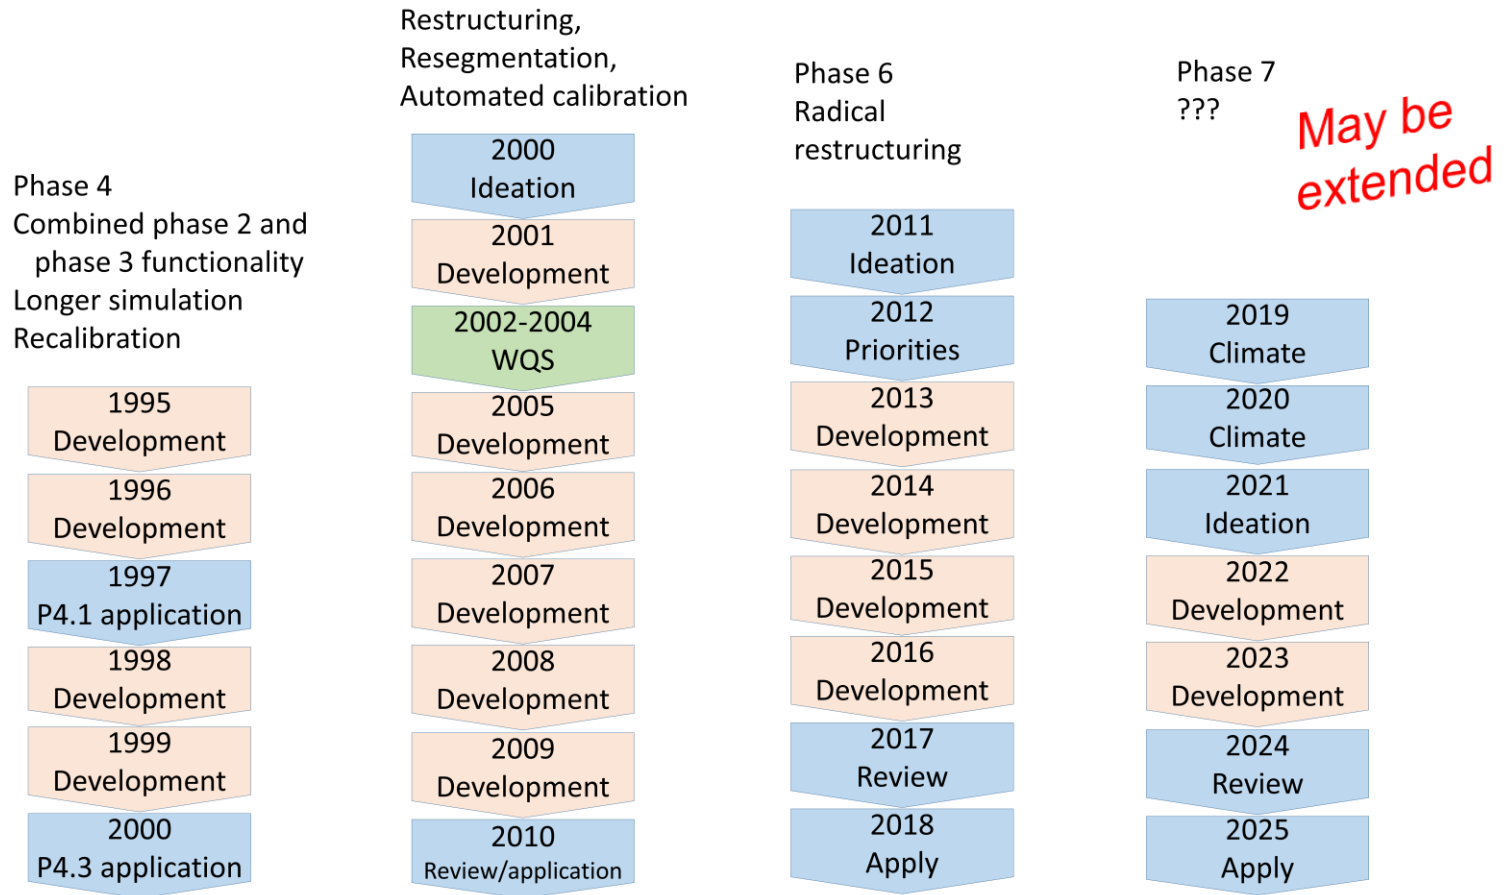 Phase 4
Combined phase 2 and
phase 3 functionality
Longer simulation
Recalibration
1995
Development
1996
Development
1997
P4.1 application
1998
Development
1999
Development
2000
P4.3 application
Restructuring,
Resegmentation,
Automated calibration
2000
Ideation
2001
Development
2002-2004
WQS
2005
Development
2006
Development
2007
Development
2008
Development
2009
Development
2010
Review/application
Phase 6
Radical
restructuring
2011
Ideation
2012
Priorities
2013
Development
2014
Development
2015
Development
2016
Development
2017
Review
2018
Apply
Phase 7
???
May be
extended
2019
Climate
2020
Climate
2021
Ideation
2022
Development
2023
Development
2024
Review
2025
Apply